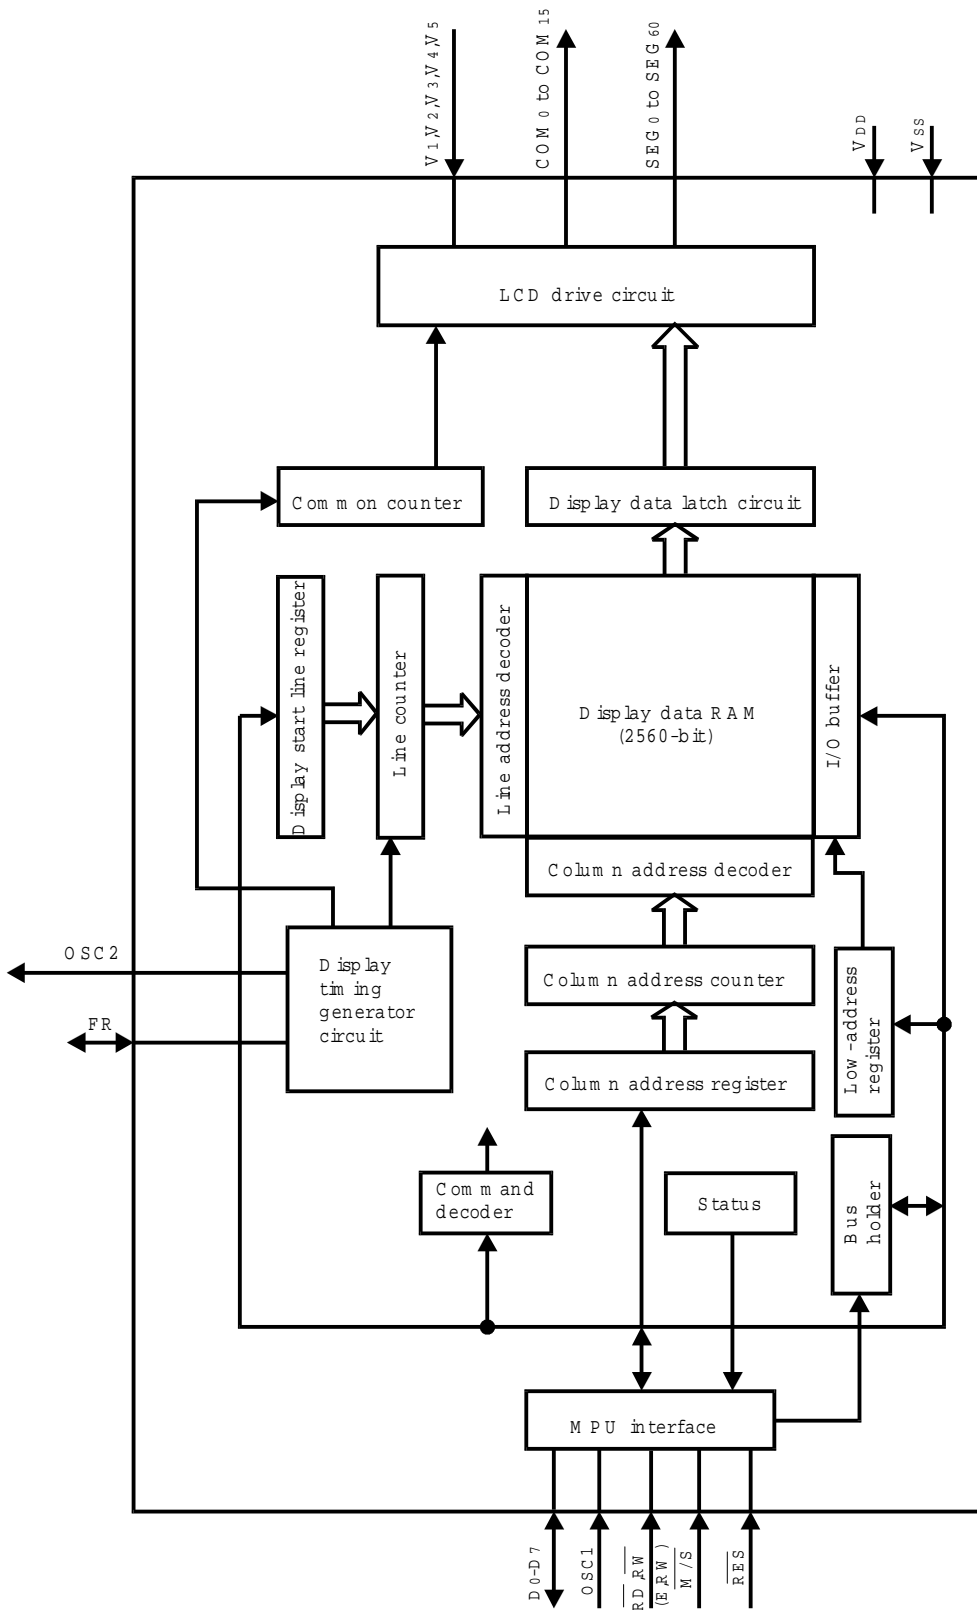 V1,V2,V3,V4,V5
COM0 to COM15
SEG0 to SEG60
VDD
VSS
LCD drive circuit
Common counter
Display data latch circuit
Display start line register
Line counter
Line address decoder
Display data RAM
(2560-bit)
I/O buffer
Column address decoder
OSC2
FR
Display
timing
generator
circuit
Column address counter
Column address register
Low-address
register
Command
decoder
Status
Bus
holder
MPU interface
D0-D7
OSC1
R̅D̅,R̅W̅
(E,RW)
M̅/̅S̅
R̅E̅S̅